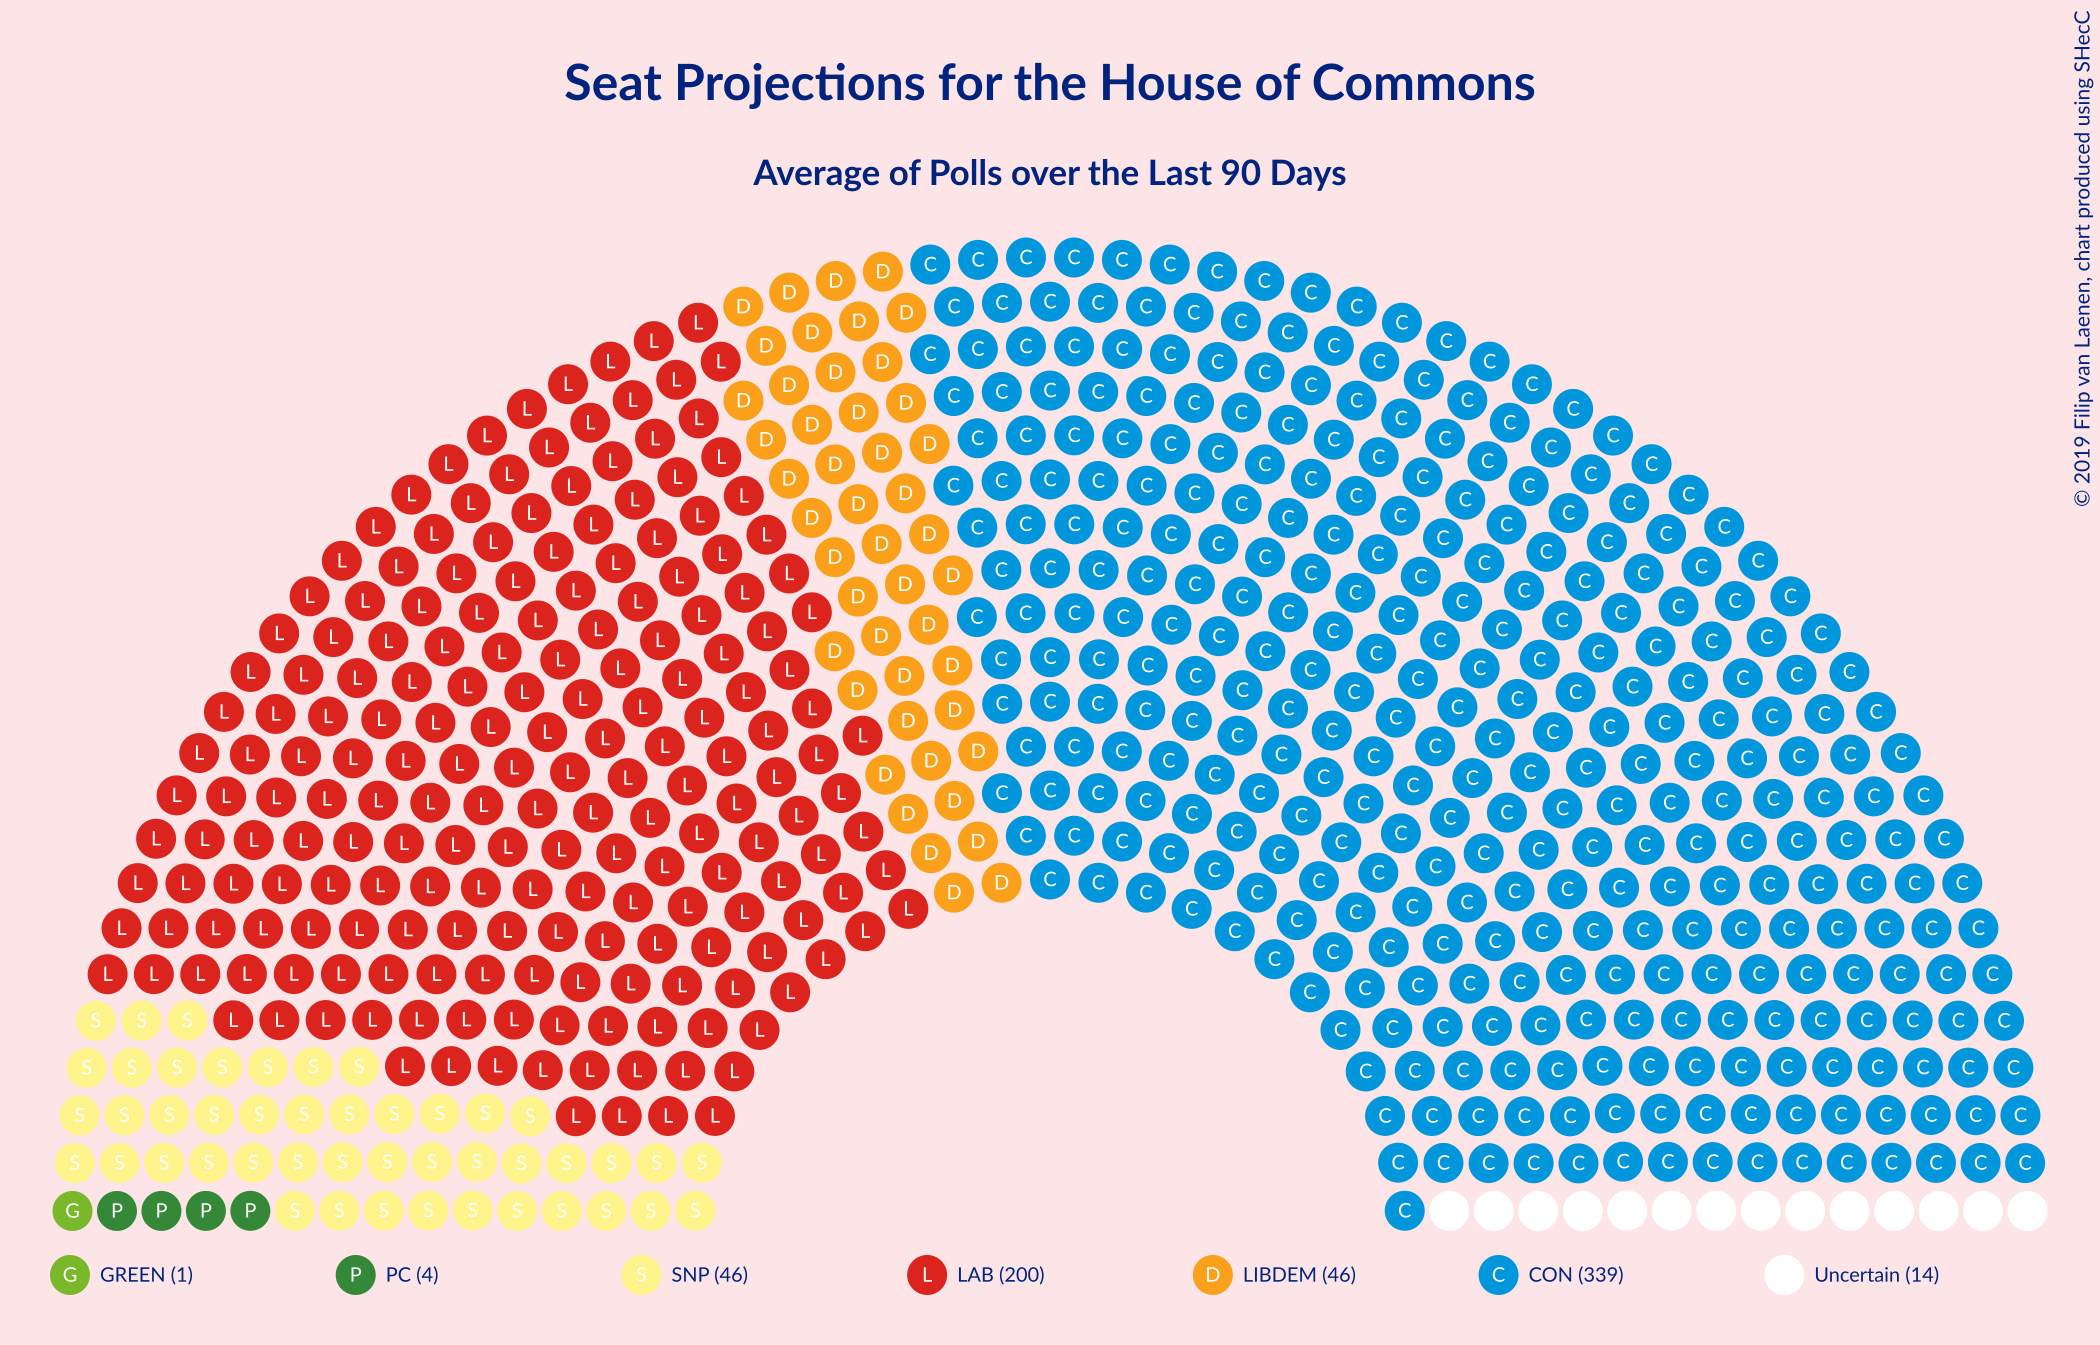 Seat Projections for the House of Commons
Average of Polls over the Last 90 Days
© 2019 Filip van Laenen, chart produced using SHecC
G GREEN (1)
P PC (4)
S SNP (46)
L LAB (200)
D LIBDEM (46)
C CON (339)
Uncertain (14)